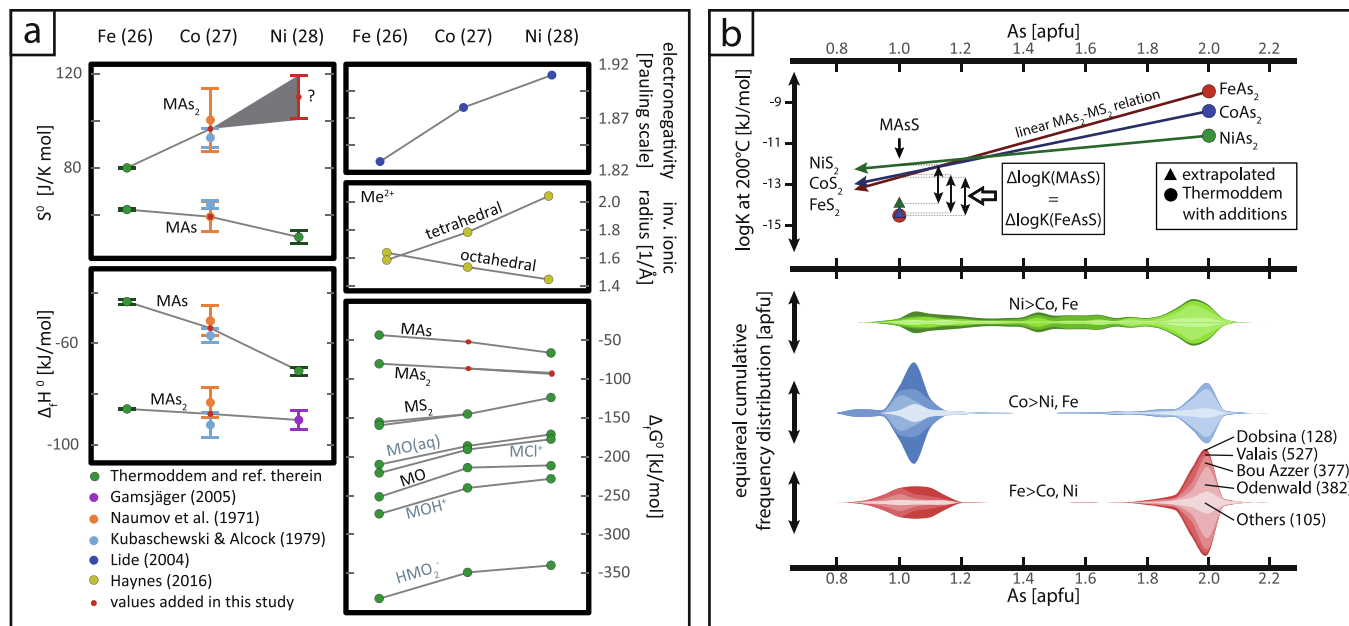 a
Fe (26) Co (27) Ni (28)
120
80
S⁰ [J/K mol]
MAs₂
?
MAs
-60
-100
Δ_fH⁰ [kJ/mol]
MAs
MAs₂
Thermoddem and ref. therein
Gamsjäger (2005)
Naumov et al. (1971)
Kubaschewski & Alcock (1979)
Lide (2004)
Haynes (2016)
values added in this study
Fe (26) Co (27) Ni (28)
1.92
1.87
1.82
electronegativity
[Pauling scale]
Me²⁺
tetrahedral
octahedral
2.0
1.8
1.6
1.4
inv. ionic
radius [1/Å]
MAs
MAs₂
MS₂
MO(aq)
MCl⁺
MO
MOH⁺
HMO₂⁻
-50
-100
-150
-200
-250
-300
-350
Δ_fG⁰ [kJ/mol]
b
As [apfu]
0.8 1.0 1.2 1.4 1.6 1.8 2.0 2.2
-9
-11
-13
-15
logK at 200°C [kJ/mol]
linear MAs₂-MS₂ relation
FeAs₂
CoAs₂
NiAs₂
MAsS
NiS₂
CoS₂
FeS₂
ΔlogK(MAsS)
=
ΔlogK(FeAsS)
extrapolated
Thermoddem
with additions
equiareal cumulative
frequency distribution [apfu]
Ni>Co, Fe
Co>Ni, Fe
Fe>Co, Ni
Dobsina (128)
Valais (527)
Bou Azzer (377)
Odenwald (382)
Others (105)
0.8 1.0 1.2 1.4 1.6 1.8 2.0 2.2
As [apfu]